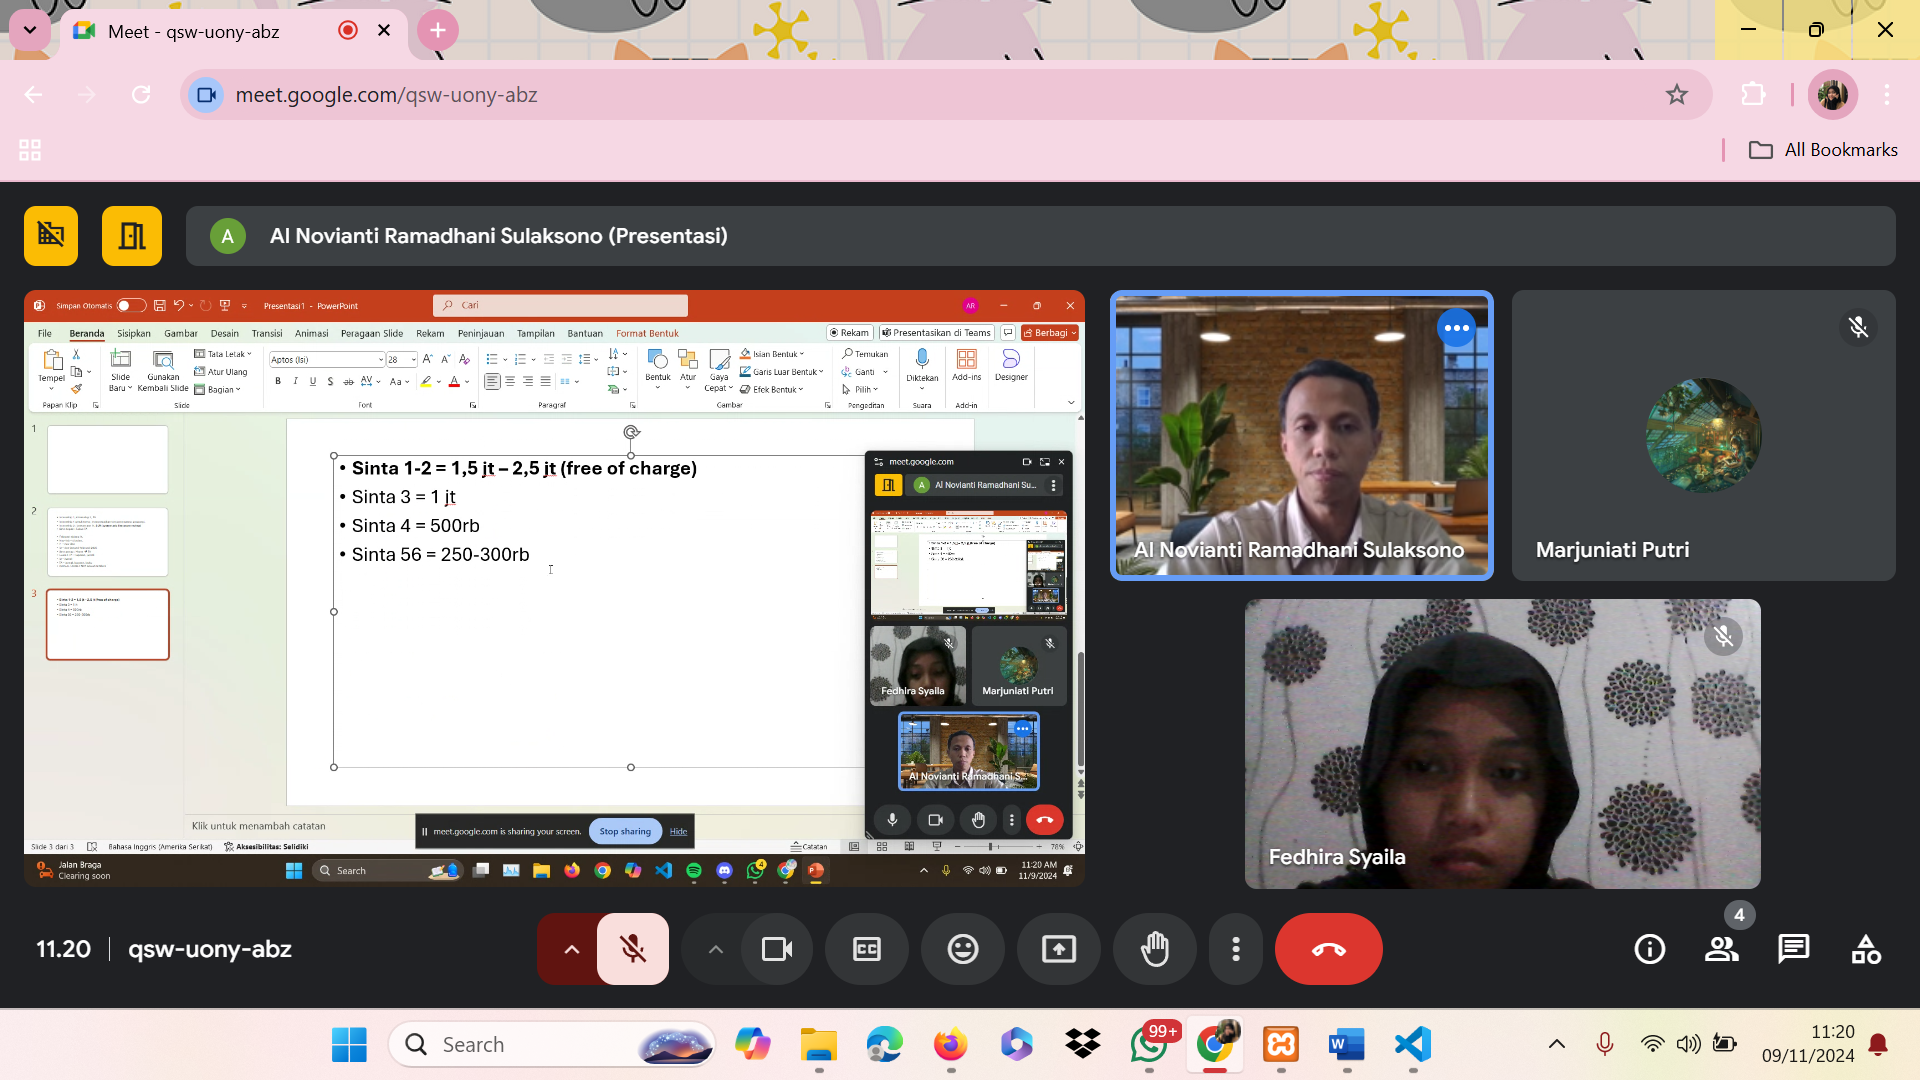 Meet - qsw-uony-abz
meet.google.com/qsw-uony-abz
All Bookmarks
A
Al Novianti Ramadhani Sulaksono (Presentasi)
Simpan Otomatis
Presentasi1 - PowerPoint
Cari
AR
File Beranda Sisipkan Gambar Desain Transisi Animasi Peragaan Slide Rekam Peninjauan Tampilan Bantuan Format Bentuk
Rekam
Presentasikan di Teams
Berbagi
Tempel
Slide Baru
Gunakan Kembali Slide
Tata Letak
Atur Ulang
Bagian
Aptos (Isi)
28
Bentuk
Atur
Gaya Cepat
Isian Bentuk
Garis Luar Bentuk
Efek Bentuk
Temukan
Ganti
Pilih
Diktekan
Add-ins
Designer
Papan Klip
Slide
Font
Paragraf
Gambar
Pengeditan
Suara
Add-in
1
2
3
• Sinta 1-2 = 1,5 jt – 2,5 jt (free of charge)
• Sinta 3 = 1 jt
• Sinta 4 = 500rb
• Sinta 56 = 250-300rb
meet.google.com
A
Al Novianti Ramadhani Su...
Fedhira Syaila
Marjuniati Putri
Al Novianti Ramadhani S...
Klik untuk menambah catatan
meet.google.com is sharing your screen.
Stop sharing
Hide
Slide 3 dari 3
Bahasa Inggris (Amerika Serikat)
Aksesibilitas: Selidiki
Catatan
78%
Jalan Braga
Clearing soon
Search
4
11:20 AM
11/9/2024
Al Novianti Ramadhani Sulaksono
Marjuniati Putri
Fedhira Syaila
11.20
qsw-uony-abz
CC
4
Search
99+
11:20
09/11/2024